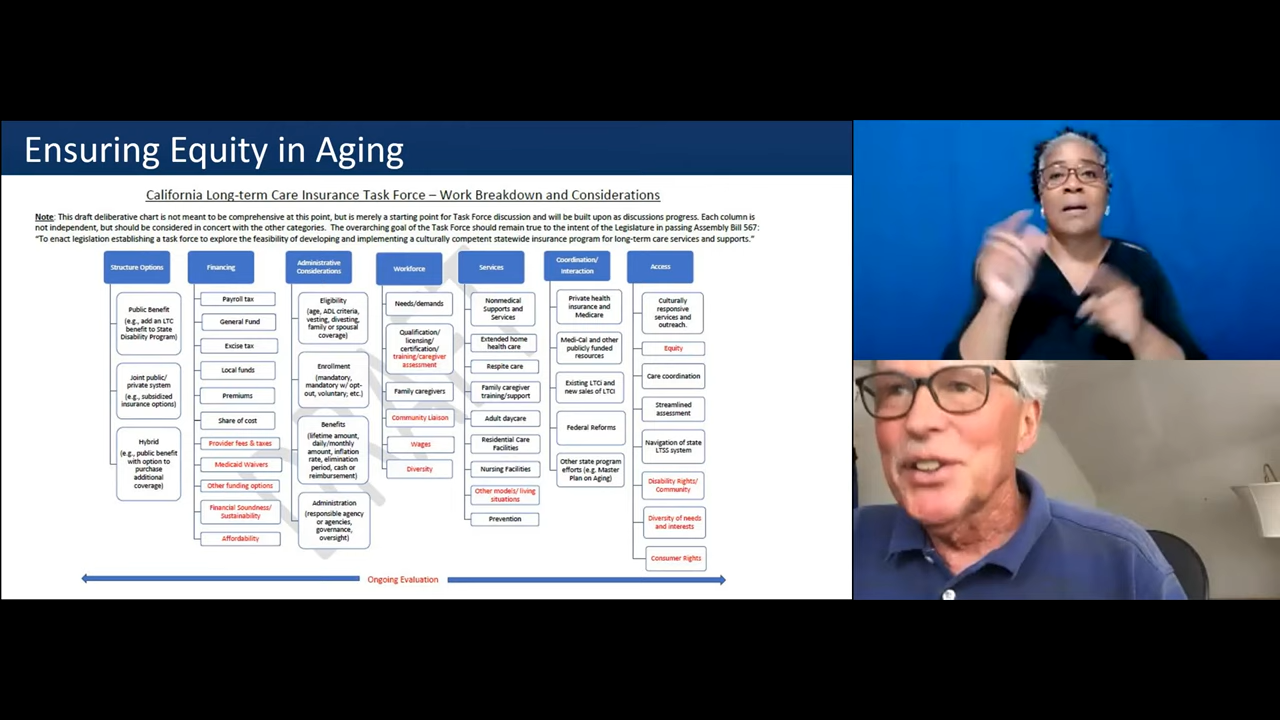 Ensuring Equity in Aging
California Long-term Care Insurance Task Force – Work Breakdown and Considerations
Note: This draft deliberative chart is not meant to be comprehensive at this point, but is merely a starting point for Task Force discussion and will be built upon as discussions progress. Each column is
not independent, but should be considered in concert with the other categories. The overarching goal of the Task Force should remain true to the intent of the Legislature in passing Assembly Bill 567:
"To enact legislation establishing a task force to explore the feasibility of developing and implementing a culturally competent statewide insurance program for long-term care services and supports."
Structure Options
Public Benefit
(e.g., add an LTC
benefit to State
Disability Program)
Joint public/
private system
(e.g., subsidized
insurance options)
Hybrid
(e.g., public benefit
with option to
purchase
additional
coverage)
Financing
Payroll tax
General Fund
Excise tax
Local funds
Premiums
Share of cost
Provider fees & taxes
Medicaid Waivers
Other funding options
Financial Soundness/
Sustainability
Affordability
Administrative
Considerations
Eligibility
(age, ADL criteria,
vesting, divesting,
family or spousal
coverage)
Enrollment
(mandatory,
mandatory w/ opt-
out, voluntary; etc.)
Benefits
(lifetime amount,
daily/monthly
amount, inflation
rate, elimination
period, cash or
reimbursement)
Administration
(responsible agency
or agencies,
governance,
oversight)
Workforce
Needs/demands
Qualification/
licensing/
certification/
training/caregiver
assessment
Family caregivers
Community Liaison
Wages
Diversity
Services
Nonmedical
Supports and
Services
Extended home
health care
Respite care
Family caregiver
training/support
Adult daycare
Residential Care
Facilities
Nursing Facilities
Other models/ living
situations
Prevention
Coordination/
Interaction
Private health
insurance and
Medicare
Medi-Cal and other
publicly funded
resources
Existing LTCI and
new sales of LTCI
Federal Reforms
Other state program
efforts (e.g. Master
Plan on Aging)
Access
Culturally
responsive
services and
outreach.
Equity
Care coordination
Streamlined
assessment
Navigation of state
LTSS system
Disability Rights/
Community
Diversity of needs
and interests
Consumer Rights
Ongoing Evaluation
DRAFT